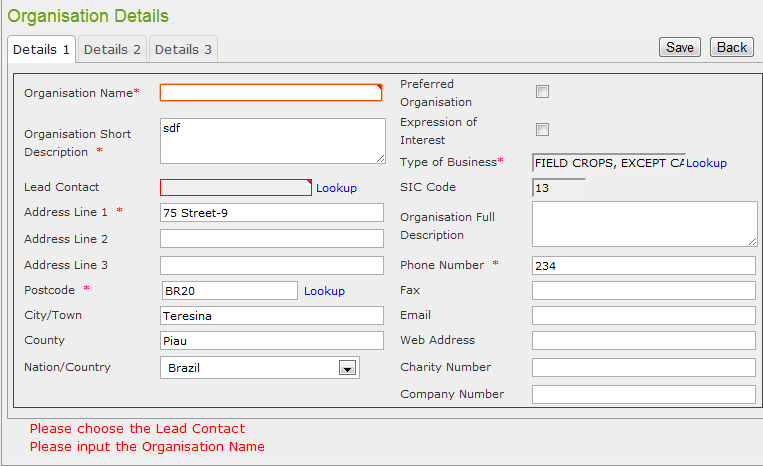 Organisation Details
Details 1 Details 2 Details 3 Save Back
Organisation Name*
Organisation Short
Description *
sdf
Lead Contact Lookup
Address Line 1 * 75 Street-9
Address Line 2
Address Line 3
Postcode * BR20 Lookup
City/Town Teresina
County Piau
Nation/Country Brazil
Preferred
Organisation
Expression of
Interest
Type of Business* FIELD CROPS, EXCEPT CA Lookup
SIC Code 13
Organisation Full
Description
Phone Number * 234
Fax
Email
Web Address
Charity Number
Company Number
Please choose the Lead Contact
Please input the Organisation Name